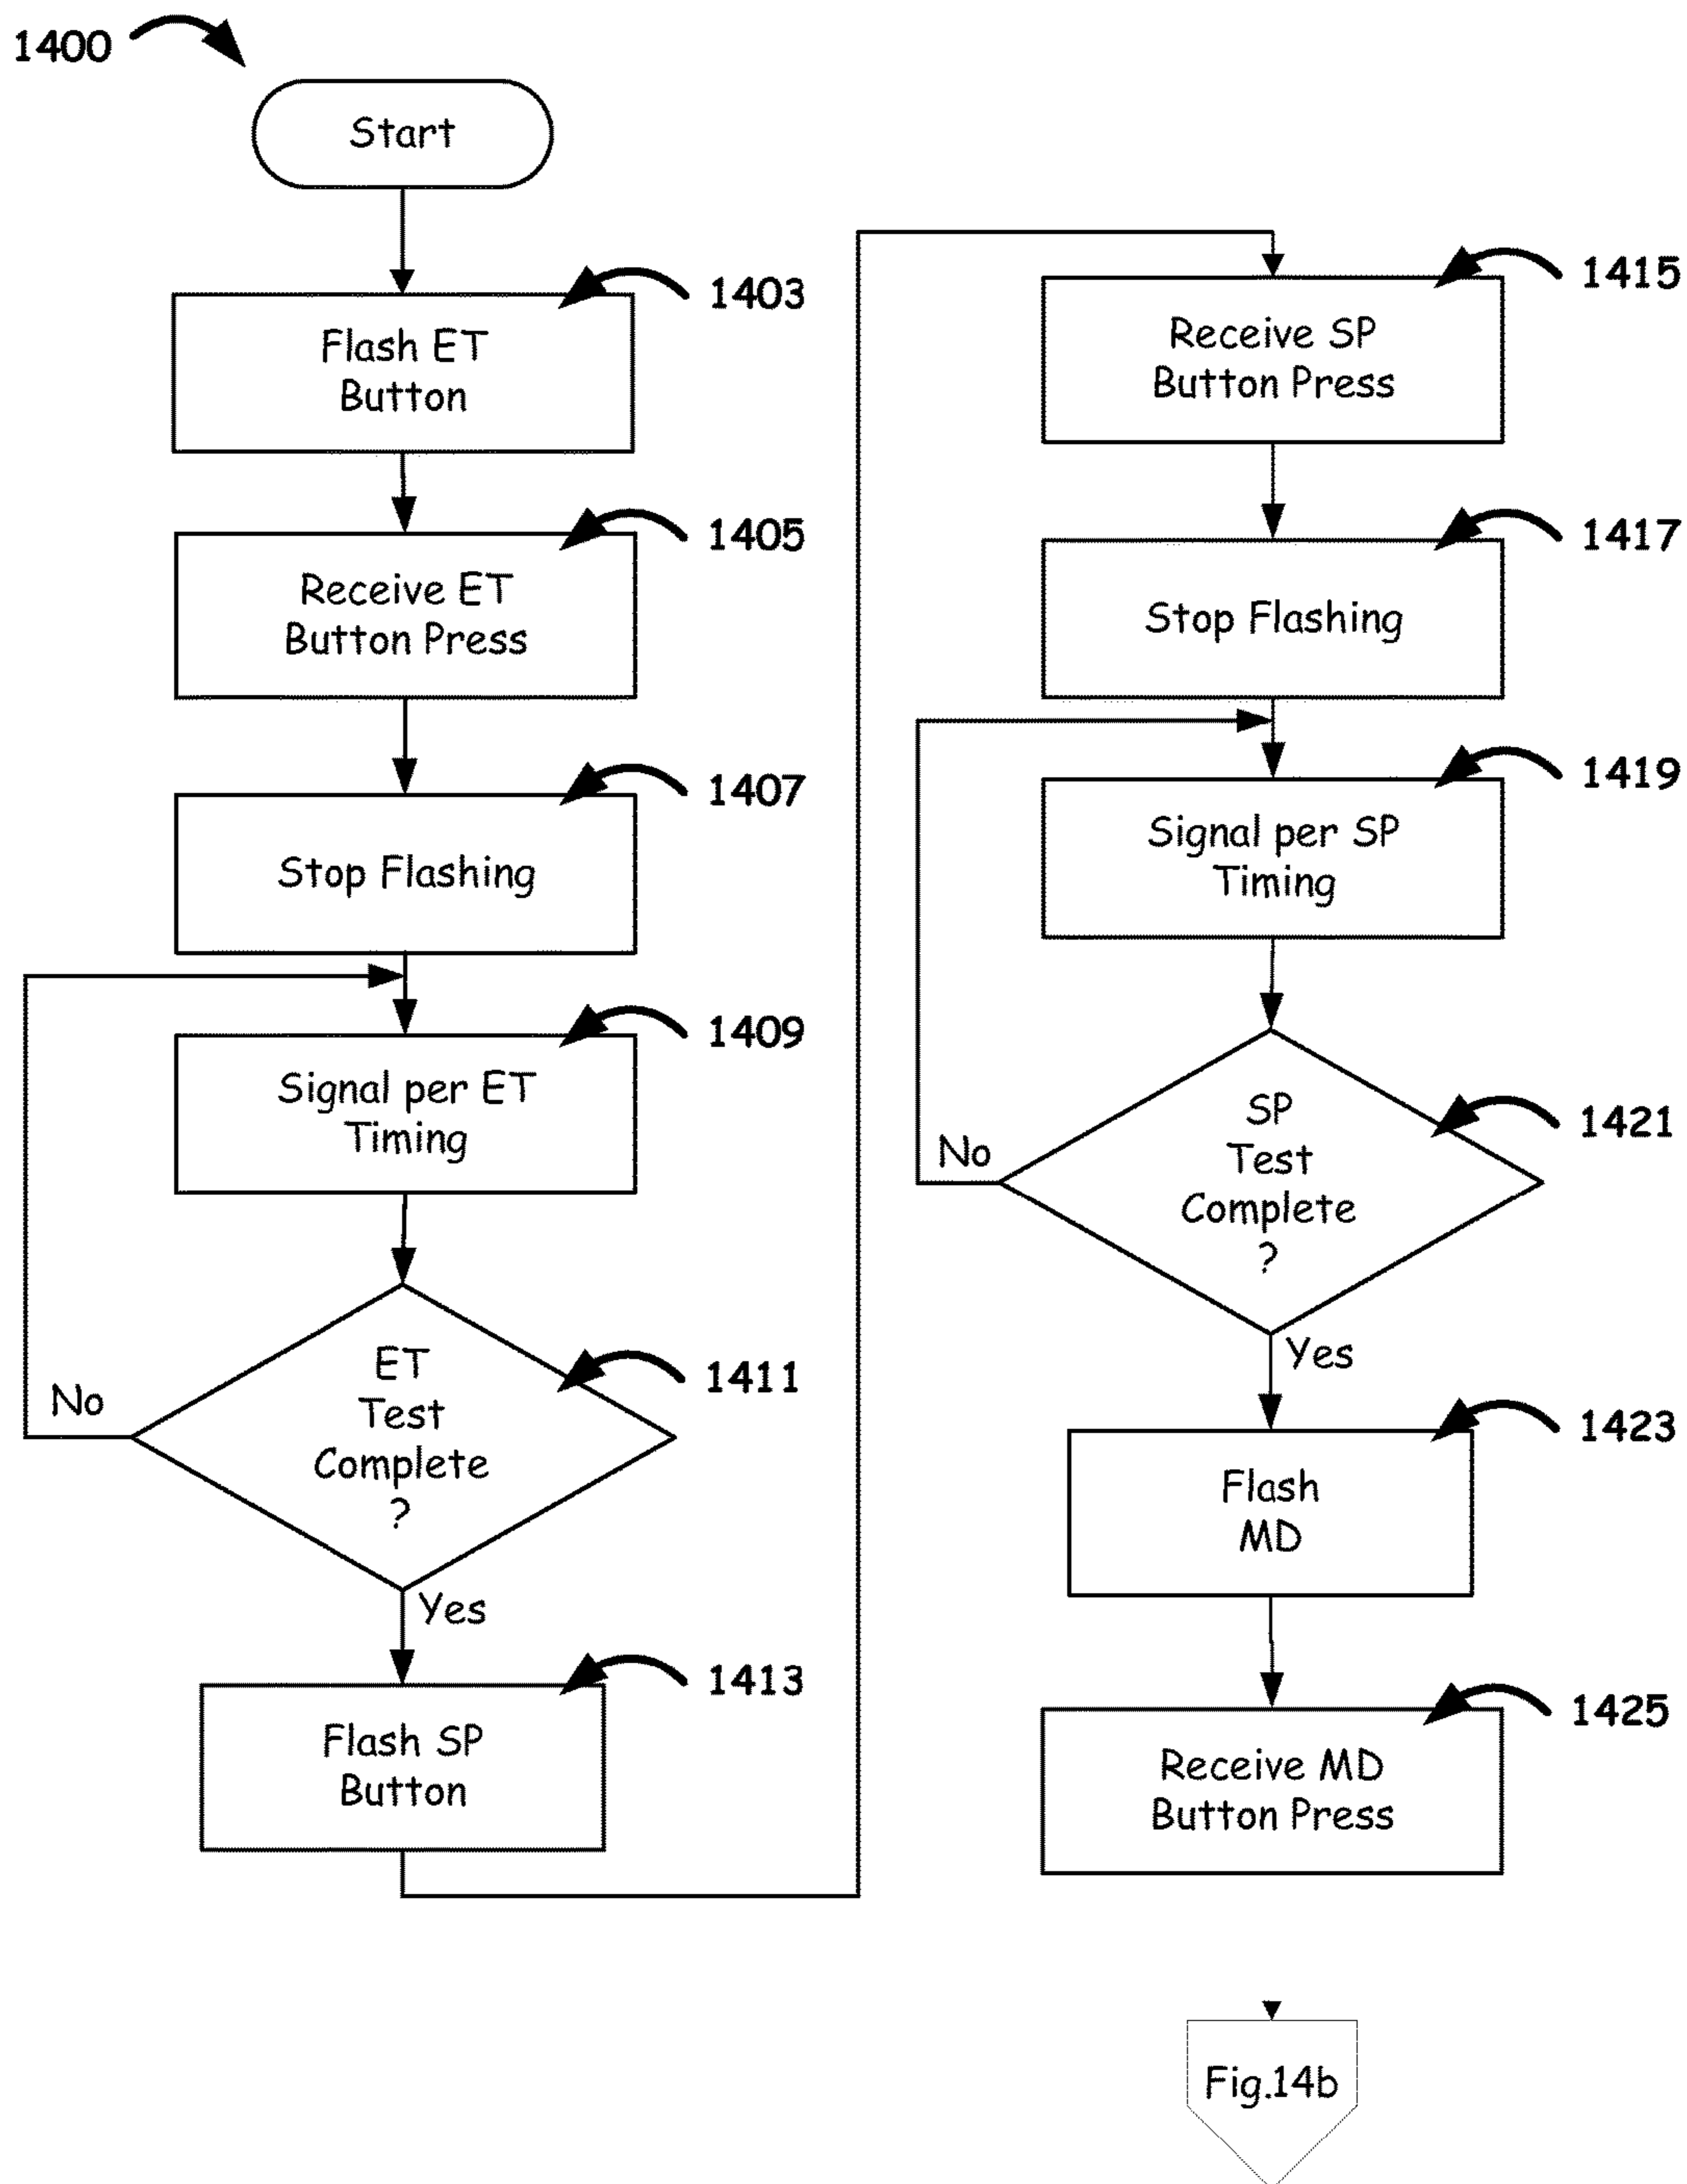 1400
Start
1403
Flash ET
Button
1405
Receive ET
Button Press
1407
Stop Flashing
1409
Signal per ET
Timing
1411
ET
Test
Complete
?
No
Yes
1413
Flash SP
Button
1415
Receive SP
Button Press
1417
Stop Flashing
1419
Signal per SP
Timing
1421
SP
Test
Complete
?
No
Yes
1423
Flash
MD
1425
Receive MD
Button Press
Fig.14b